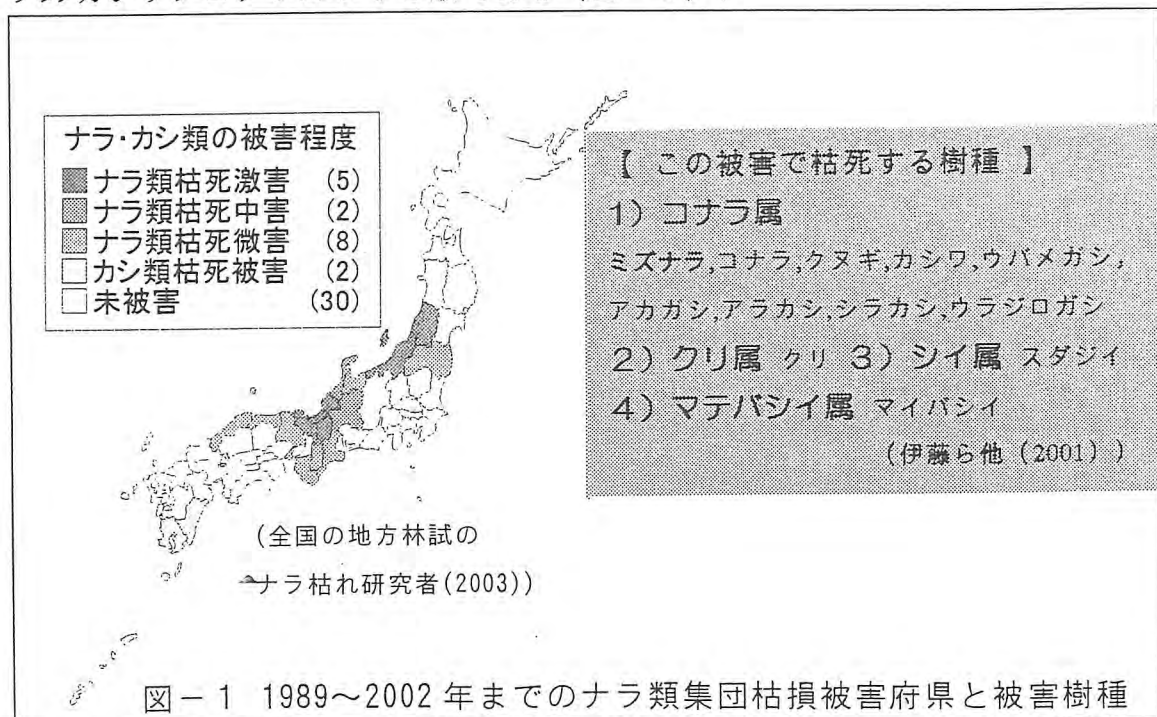 ナラ・カシ類の被害程度
ナラ類枯死激害 (5)
ナラ類枯死中害 (2)
ナラ類枯死微害 (8)
カシ類枯死被害 (2)
未被害 (30)
【 この被害で枯死する樹種 】
1) コナラ属
ミズナラ,コナラ,クヌギ,カシワ,ウバメガシ,
アカガシ,アラカシ,シラカシ,ウラジロガシ
2) クリ属 クリ 3) シイ属 スダジイ
4) マテバシイ属 マイバシイ
(伊藤ら他 (2001))
(全国の地方林試の
ナラ枯れ研究者(2003))
図-1 1989~2002年までのナラ類集団枯損被害府県と被害樹種